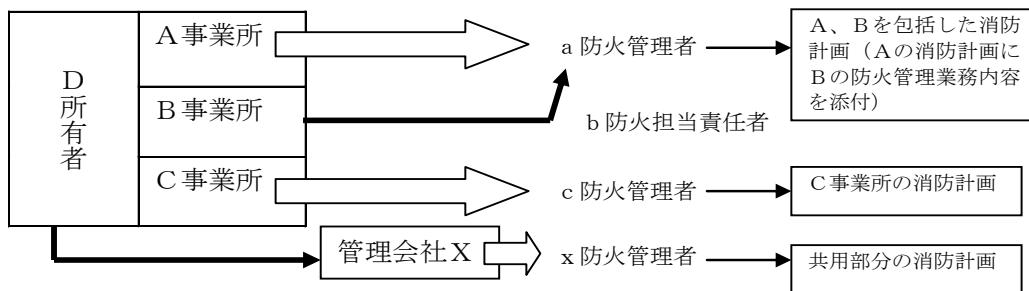 D所有者
A事業所
B事業所
C事業所
管理会社X
a防火管理者
b防火担当責任者
c防火管理者
x防火管理者
A、Bを包括した消防
計画（Aの消防計画に
Bの防火管理業務内容
を添付）
C事業所の消防計画
共用部分の消防計画